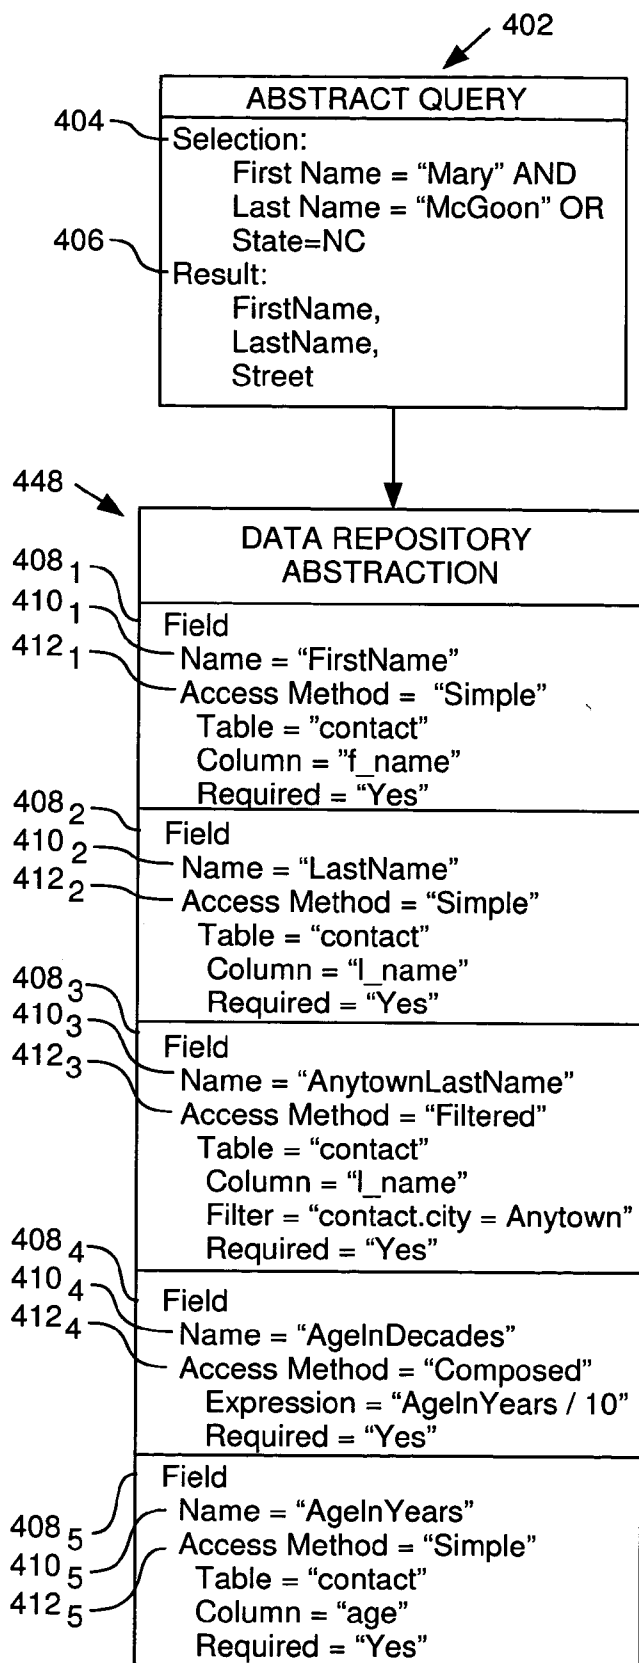 402
ABSTRACT QUERY
404
Selection:
First Name = “Mary” AND
Last Name = “McGoon” OR
State=NC
406
Result:
FirstName,
LastName,
Street
448
DATA REPOSITORY
ABSTRACTION
408 1
Field
410 1
Name = “FirstName”
412 1
Access Method = “Simple”
Table = ”contact”
Column = ”f_name”
Required = “Yes”
408 2
Field
410 2
Name = “LastName”
412 2
Access Method = “Simple”
Table = “contact”
Column = “l_name”
Required = “Yes”
408 3
Field
410 3
Name = “AnytownLastName”
412 3
Access Method = “Filtered”
Table = “contact”
Column = “l_name”
Filter = “contact.city = Anytown”
Required = “Yes”
408 4
Field
410 4
Name = “AgeInDecades”
412 4
Access Method = “Composed”
Expression = “AgeInYears / 10”
Required = “Yes”
408 5
Field
410 5
Name = “AgeInYears”
412 5
Access Method = “Simple”
Table = “contact”
Column = “age”
Required = “Yes”